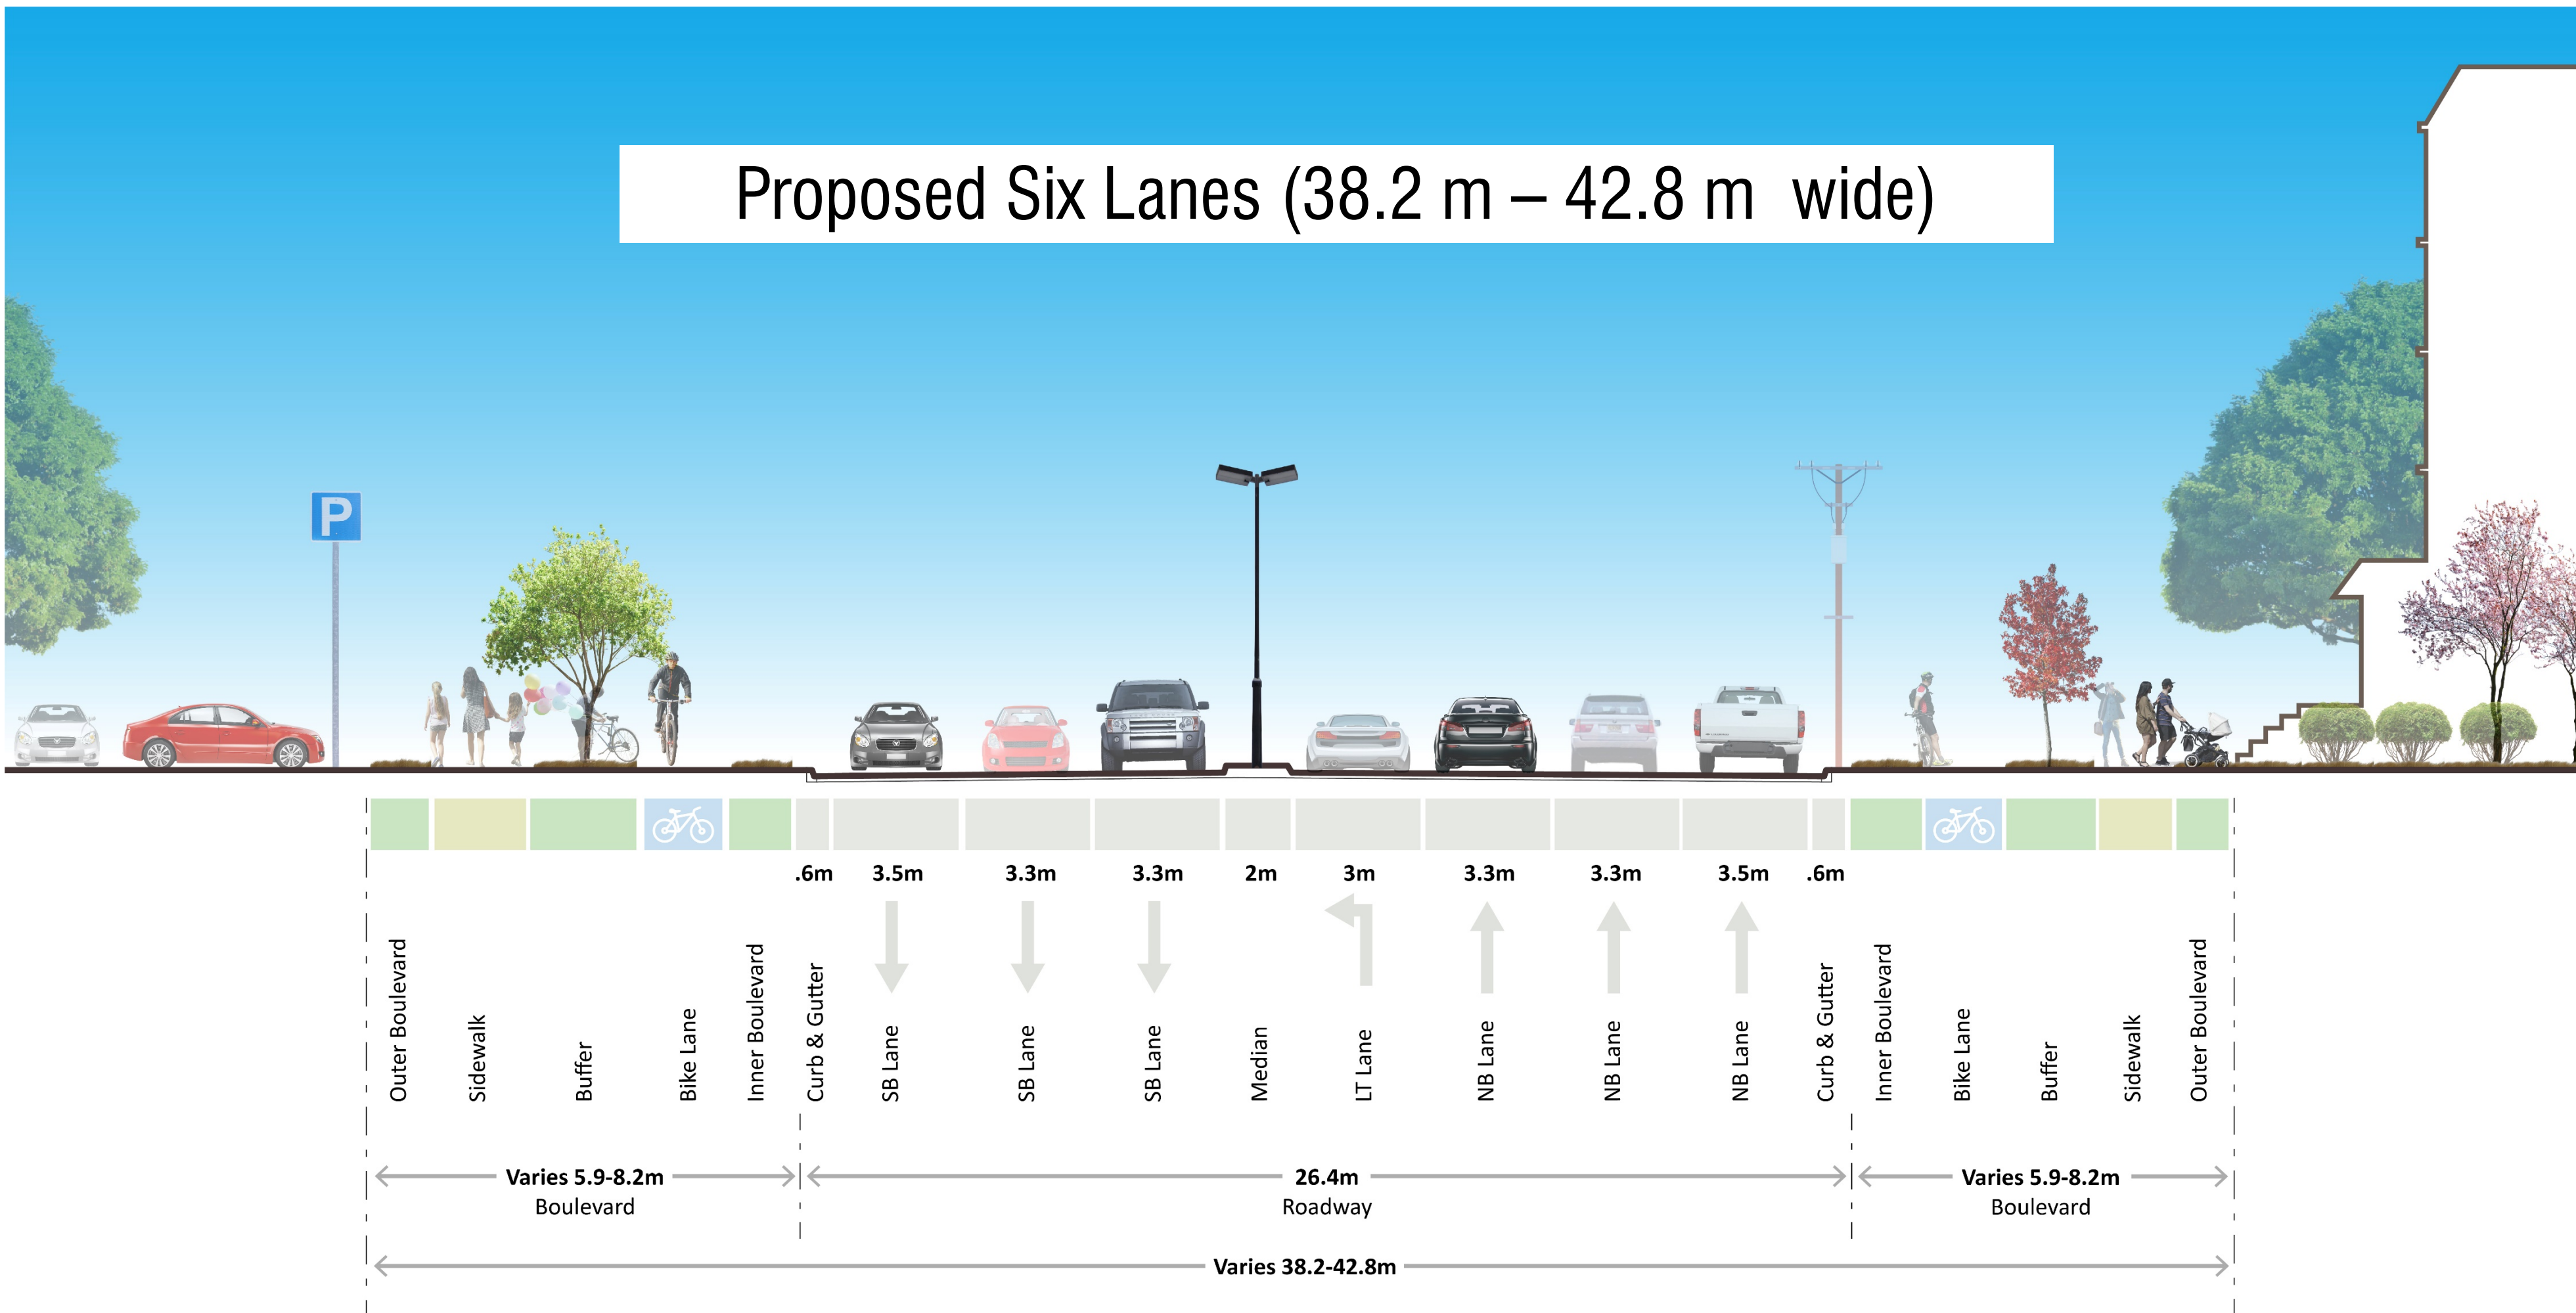 Proposed Six Lanes (38.2 m – 42.8 m wide)
P
.6m 3.5m 3.3m 3.3m 2m 3m 3.3m 3.3m 3.5m .6m
Outer Boulevard
Sidewalk
Buffer
Bike Lane
Inner Boulevard
Curb & Gutter
SB Lane
SB Lane
SB Lane
Median
LT Lane
NB Lane
NB Lane
NB Lane
Curb & Gutter
Inner Boulevard
Bike Lane
Buffer
Sidewalk
Outer Boulevard
Varies 5.9-8.2m
Boulevard
26.4m
Roadway
Varies 5.9-8.2m
Boulevard
Varies 38.2-42.8m